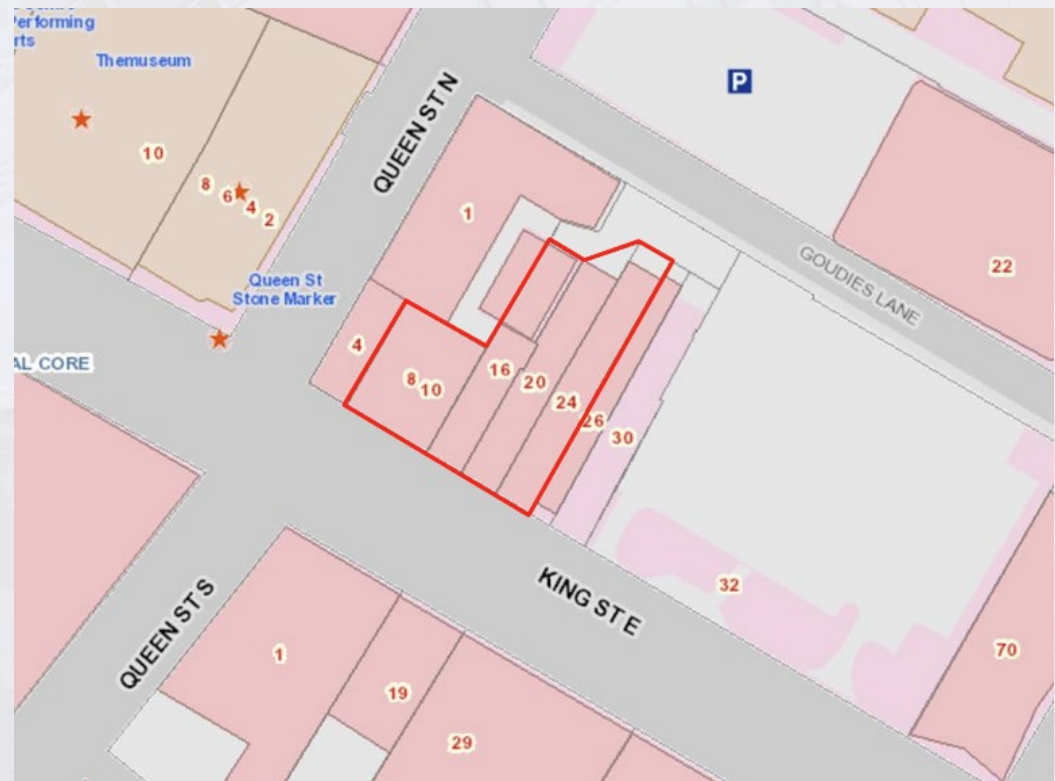 erforming
rts
Themuseum
QUEEN ST N
P
10
8
6
4
2
1
22
GOUDIES LANE
Queen St
Stone Marker
AL CORE
4
8
10
16
20
24
26
30
KING ST E
32
QUEEN ST S
1
19
29
70